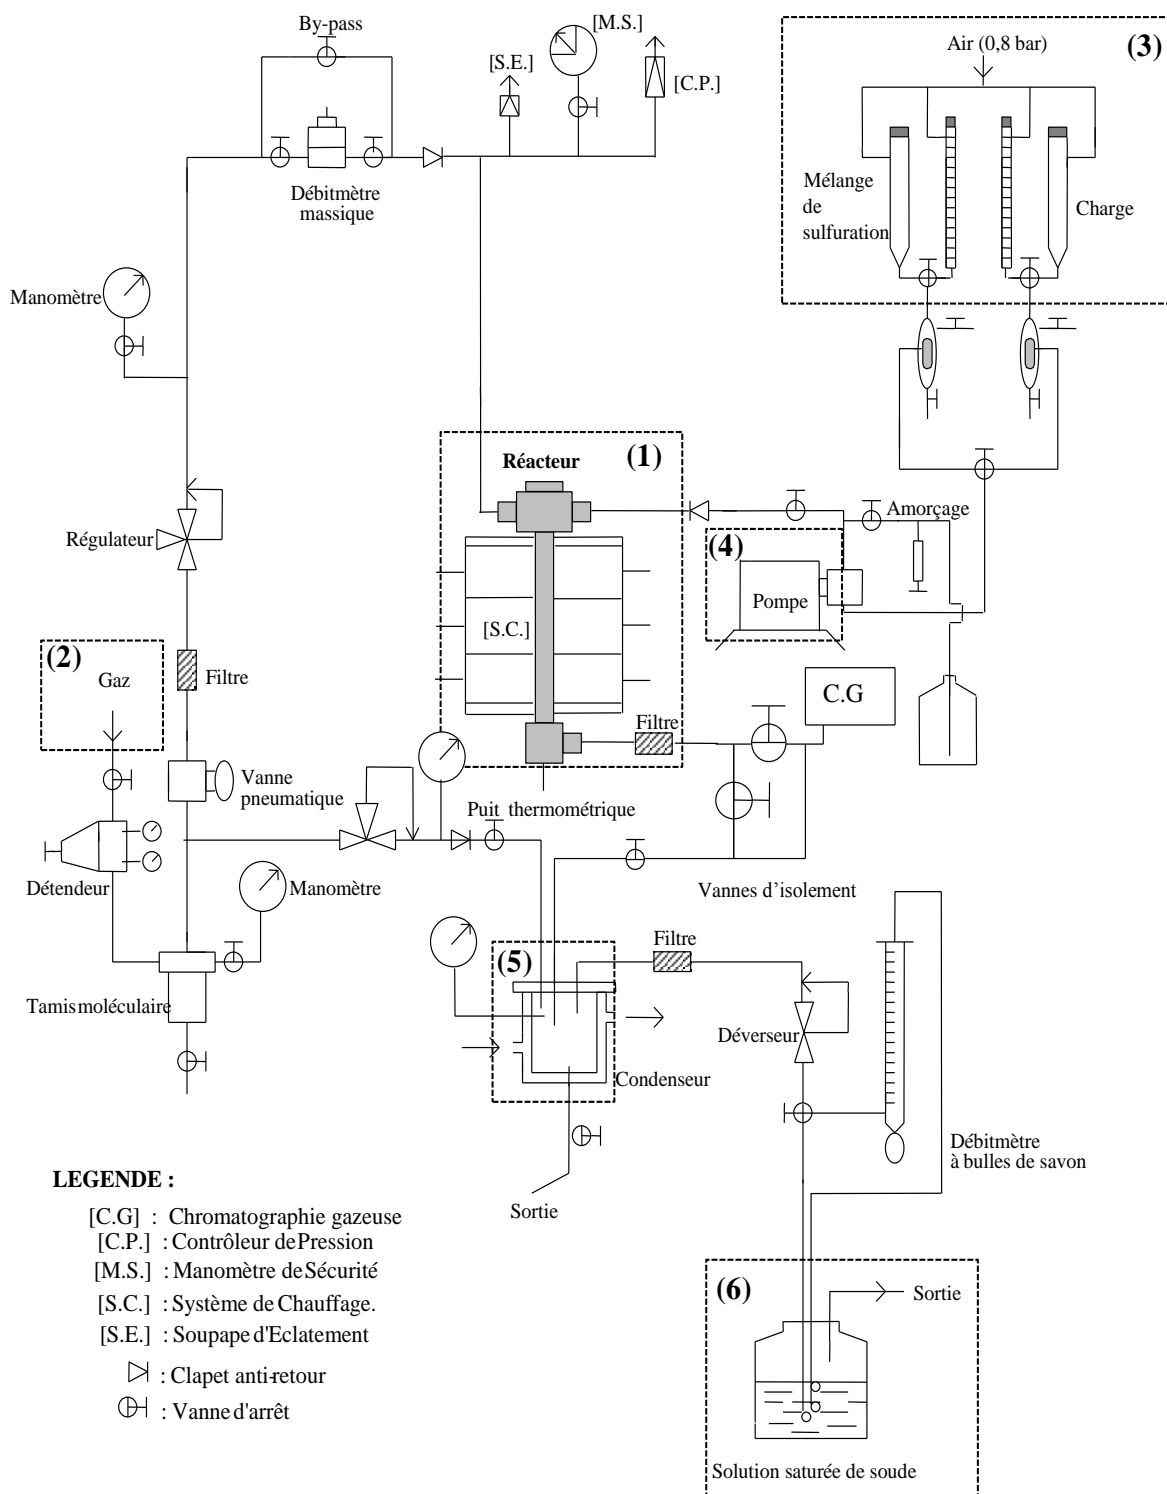 By-pass
[M.S.]
[S.E.]
[C.P.]
Air (0,8 bar)
(3)
Débitmètre
massique
Mélange
de
sulfuration
Charge
Manomètre
(1)
Réacteur
Amorçage
Régulateur
(4)
Pompe
[S.C.]
(2)
Gaz
Filtre
C.G
Filtre
Vanne
pneumatique
Puit thermométrique
Détendeur
Manomètre
Vannes d'isolement
Filtre
(5)
Tamis moléculaire
Déverseur
Condenseur
Débitmètre
à bulles de savon
Sortie
LEGENDE :
[C.G] : Chromatographie gazeuse
[C.P.] : Contrôleur de Pression
[M.S.] : Manomètre de Sécurité
[S.C.] : Système de Chauffage.
[S.E.] : Soupape d'Eclatement
: Clapet anti-retour
: Vanne d'arrêt
(6)
Sortie
Solution saturée de soude